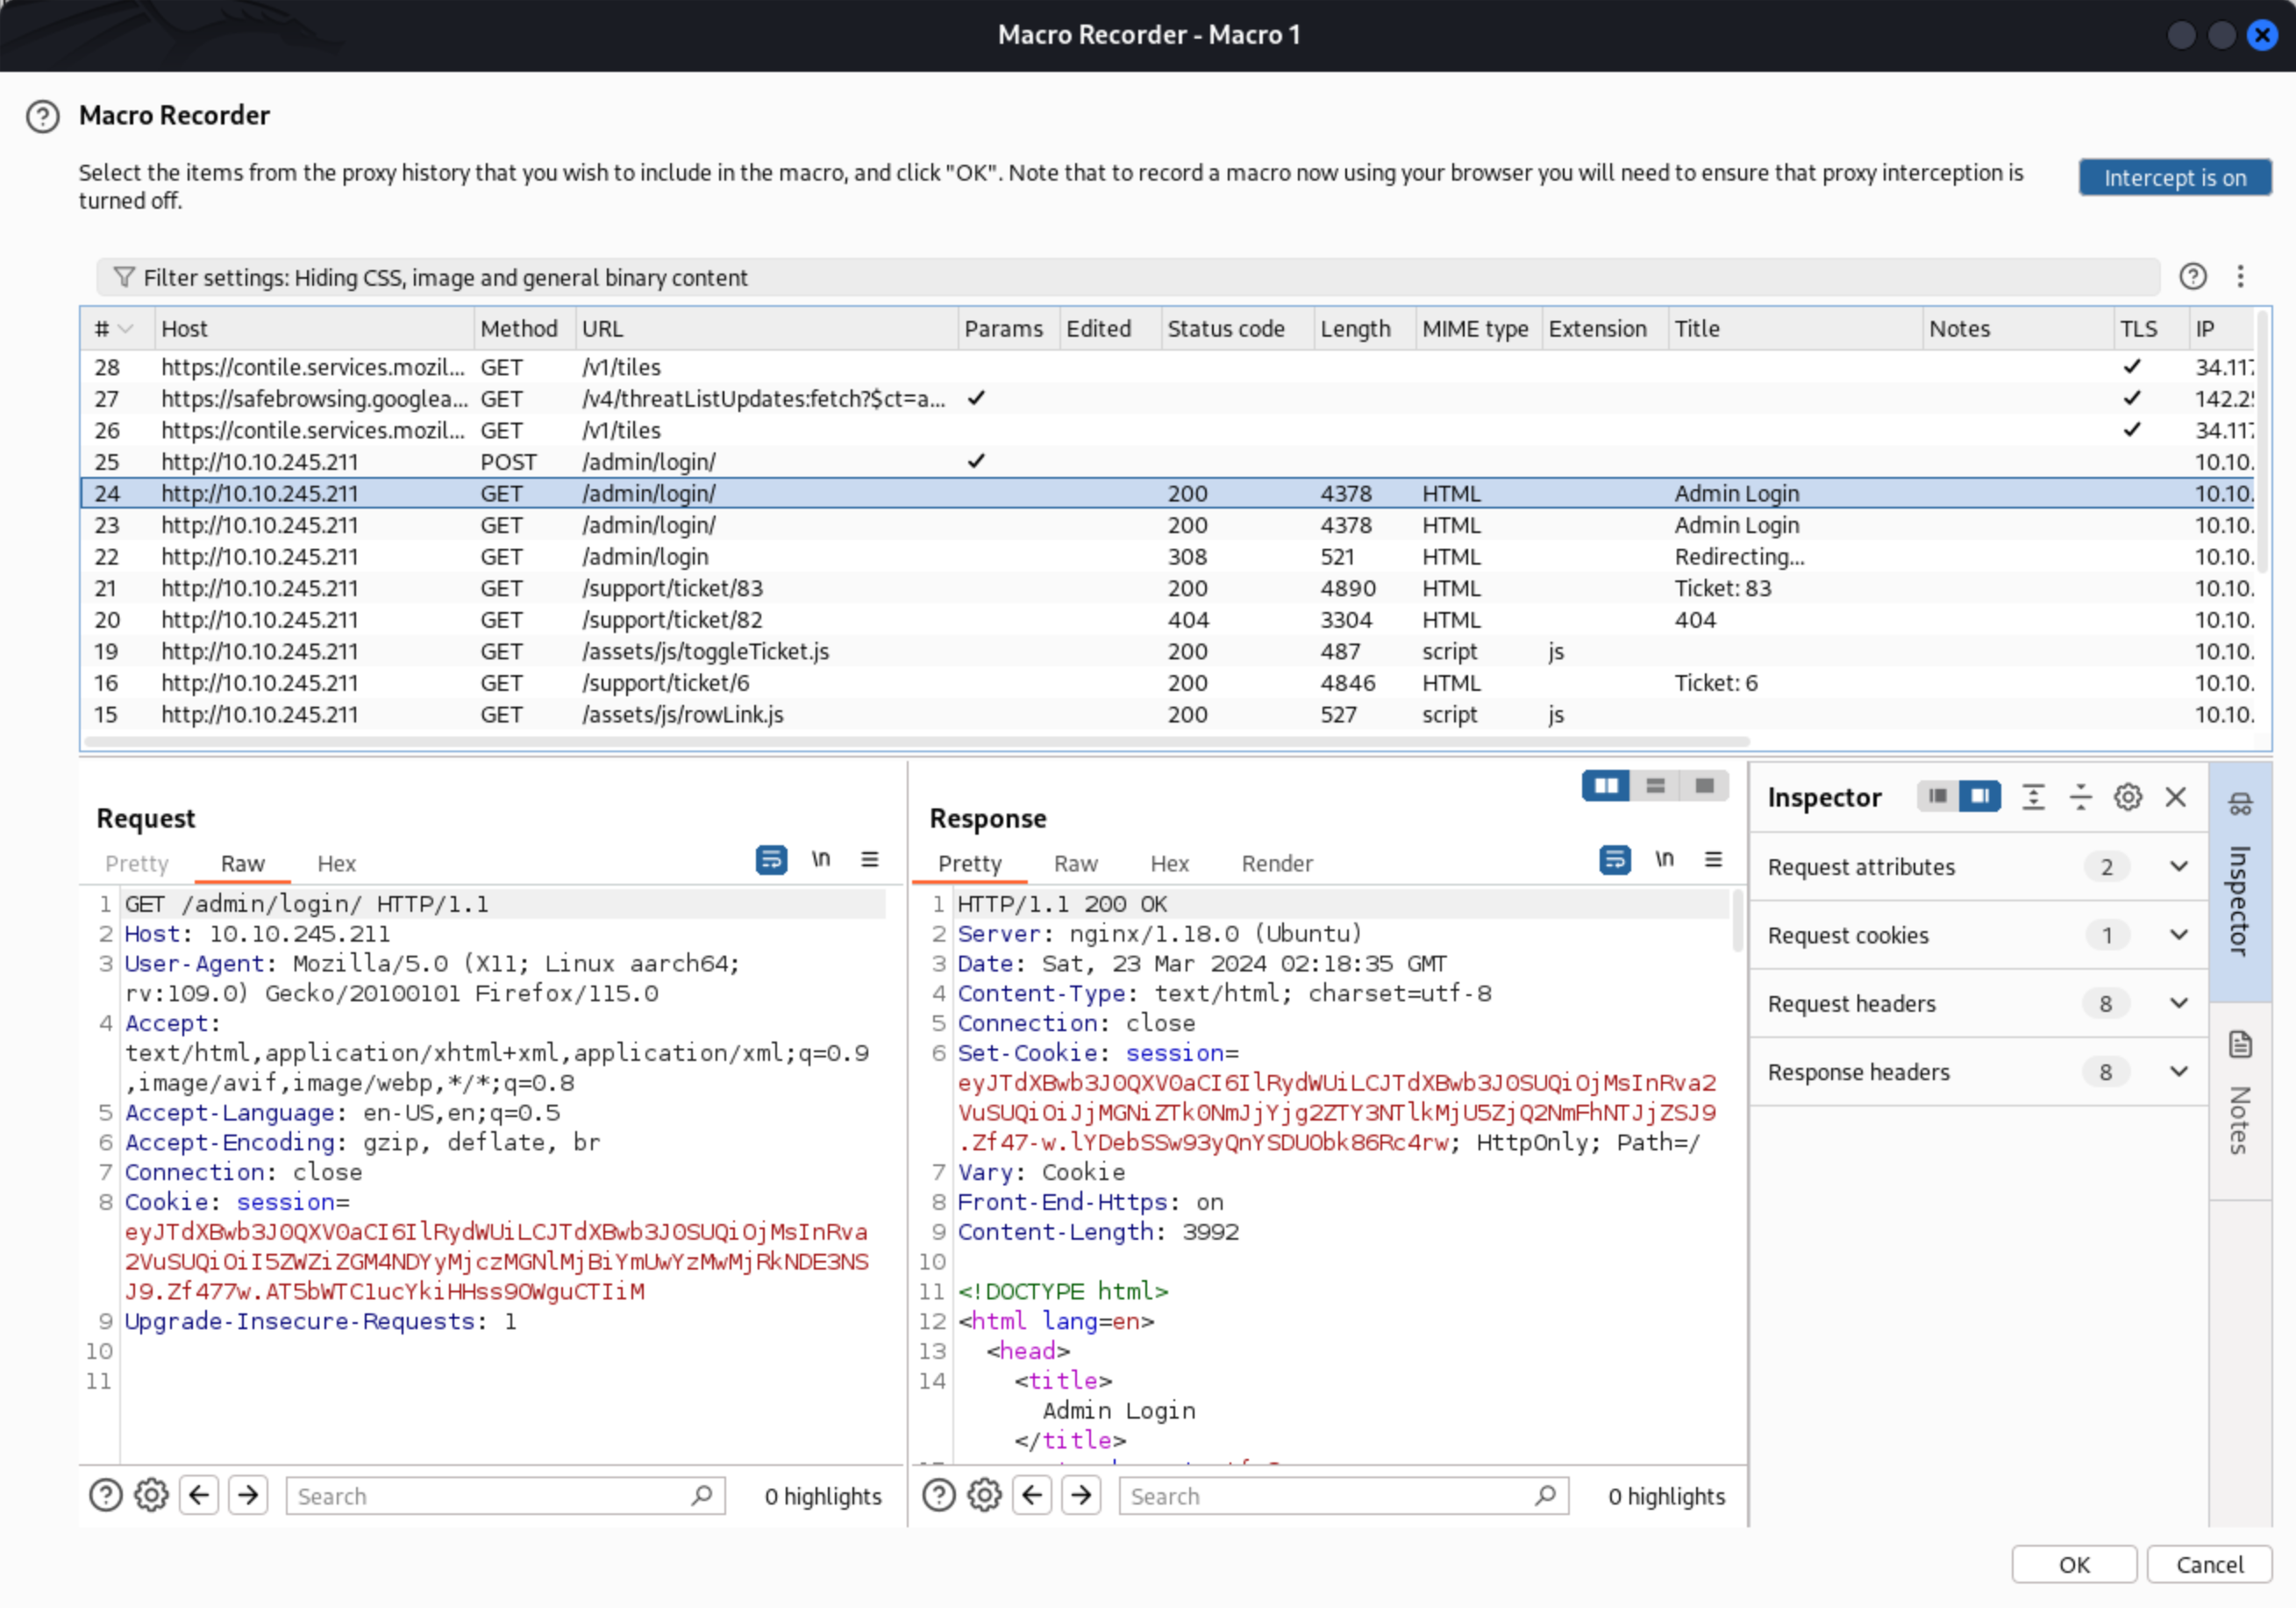 Macro Recorder - Macro 1
Macro Recorder
Select the items from the proxy history that you wish to include in the macro, and click "OK". Note that to record a macro now using your browser you will need to ensure that proxy interception is
turned off.
Intercept is on
Filter settings: Hiding CSS, image and general binary content
# Host Method URL Params Edited Status code Length MIME type Extension Title Notes TLS IP
28 https://contile.services.mozil... GET /v1/tiles ✓ 34.117
27 https://safebrowsing.googlea... GET /v4/threatListUpdates:fetch?$ct=a... ✓ ✓ 142.2
26 https://contile.services.mozil... GET /v1/tiles ✓ 34.117
25 http://10.10.245.211 POST /admin/login/ ✓ 10.10.
24 http://10.10.245.211 GET /admin/login/ 200 4378 HTML Admin Login 10.10.
23 http://10.10.245.211 GET /admin/login/ 200 4378 HTML Admin Login 10.10.
22 http://10.10.245.211 GET /admin/login 308 521 HTML Redirecting... 10.10.
21 http://10.10.245.211 GET /support/ticket/83 200 4890 HTML Ticket: 83 10.10.
20 http://10.10.245.211 GET /support/ticket/82 404 3304 HTML 404 10.10.
19 http://10.10.245.211 GET /assets/js/toggleTicket.js 200 487 script js 10.10.
16 http://10.10.245.211 GET /support/ticket/6 200 4846 HTML Ticket: 6 10.10.
15 http://10.10.245.211 GET /assets/js/rowLink.js 200 527 script js 10.10.
Request
Pretty Raw Hex \n
1 GET /admin/login/ HTTP/1.1
2 Host: 10.10.245.211
3 User-Agent: Mozilla/5.0 (X11; Linux aarch64;
rv:109.0) Gecko/20100101 Firefox/115.0
4 Accept:
text/html,application/xhtml+xml,application/xml;q=0.9
,image/avif,image/webp,*/*;q=0.8
5 Accept-Language: en-US,en;q=0.5
6 Accept-Encoding: gzip, deflate, br
7 Connection: close
8 Cookie: session=
eyJTdXBwb3J0QXV0aCI6IlRydWUiLCJTdXBwb3J0SUQiOjMsInRva
2VuSUQiOiI5ZWZiZGM4NDYyMjczMGNlMjBiYmUwYzMwMjRkNDE3NS
J9.Zf477w.AT5bWTC1ucYkiHHss9OWguCTIiM
9 Upgrade-Insecure-Requests: 1
10
11
Search
0 highlights
Response
Pretty Raw Hex Render \n
1 HTTP/1.1 200 OK
2 Server: nginx/1.18.0 (Ubuntu)
3 Date: Sat, 23 Mar 2024 02:18:35 GMT
4 Content-Type: text/html; charset=utf-8
5 Connection: close
6 Set-Cookie: session=
eyJTdXBwb3J0QXV0aCI6IlRydWUiLCJTdXBwb3J0SUQiOjMsInRva2
VuSUQiOiJjMGNiZTk0NmJjYjg2ZTY3NTlkMjU5ZjQ2NmFhNTJjZSJ9
.Zf47-w.lYDebSSw93yQnYSDUObk86Rc4rw; HttpOnly; Path=/
7 Vary: Cookie
8 Front-End-Https: on
9 Content-Length: 3992
10
11 <!DOCTYPE html>
12 <html lang=en>
13 <head>
14 <title>
Admin Login
</title>
Search
0 highlights
Inspector
Request attributes 2
Request cookies 1
Request headers 8
Response headers 8
Inspector
Notes
OK
Cancel